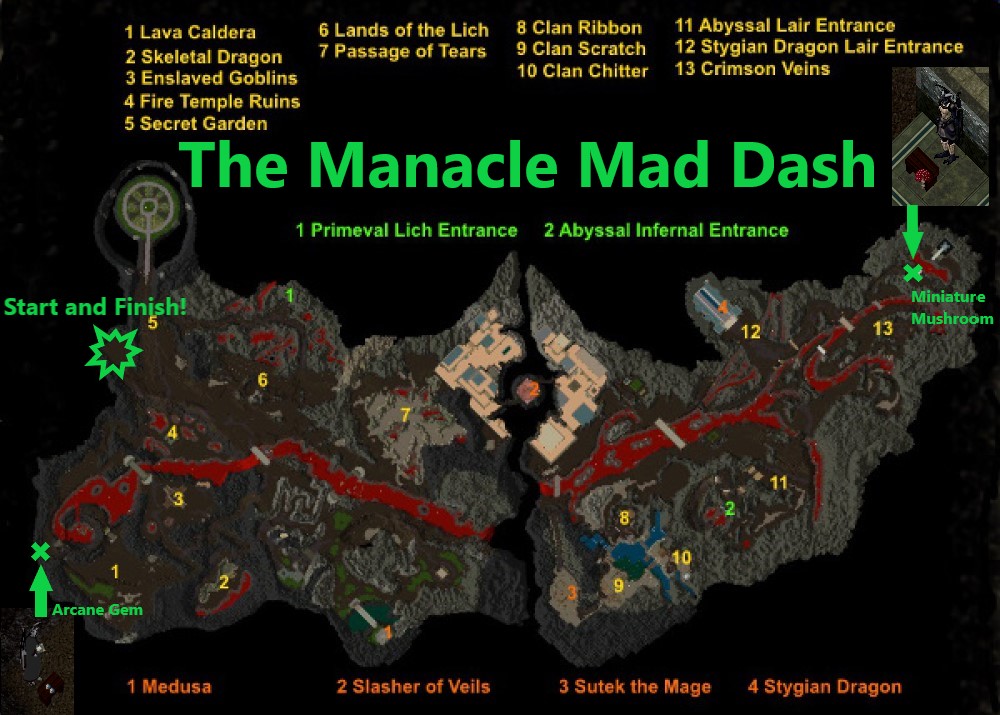 1 Lava Caldera
2 Skeletal Dragon
3 Enslaved Goblins
4 Fire Temple Ruins
5 Secret Garden
6 Lands of the Lich
7 Passage of Tears
8 Clan Ribbon
9 Clan Scratch
10 Clan Chitter
11 Abyssal Lair Entrance
12 Stygian Dragon Lair Entrance
13 Crimson Veins
The Manacle Mad Dash
1 Primeval Lich Entrance
2 Abyssal Infernal Entrance
Start and Finish!
Miniature
Mushroom
5
1
6
7
2
4
12
13
4
3
11
2
8
10
9
3
1
2
1
Arcane Gem
1 Medusa
2 Slasher of Veils
3 Sutek the Mage
4 Stygian Dragon